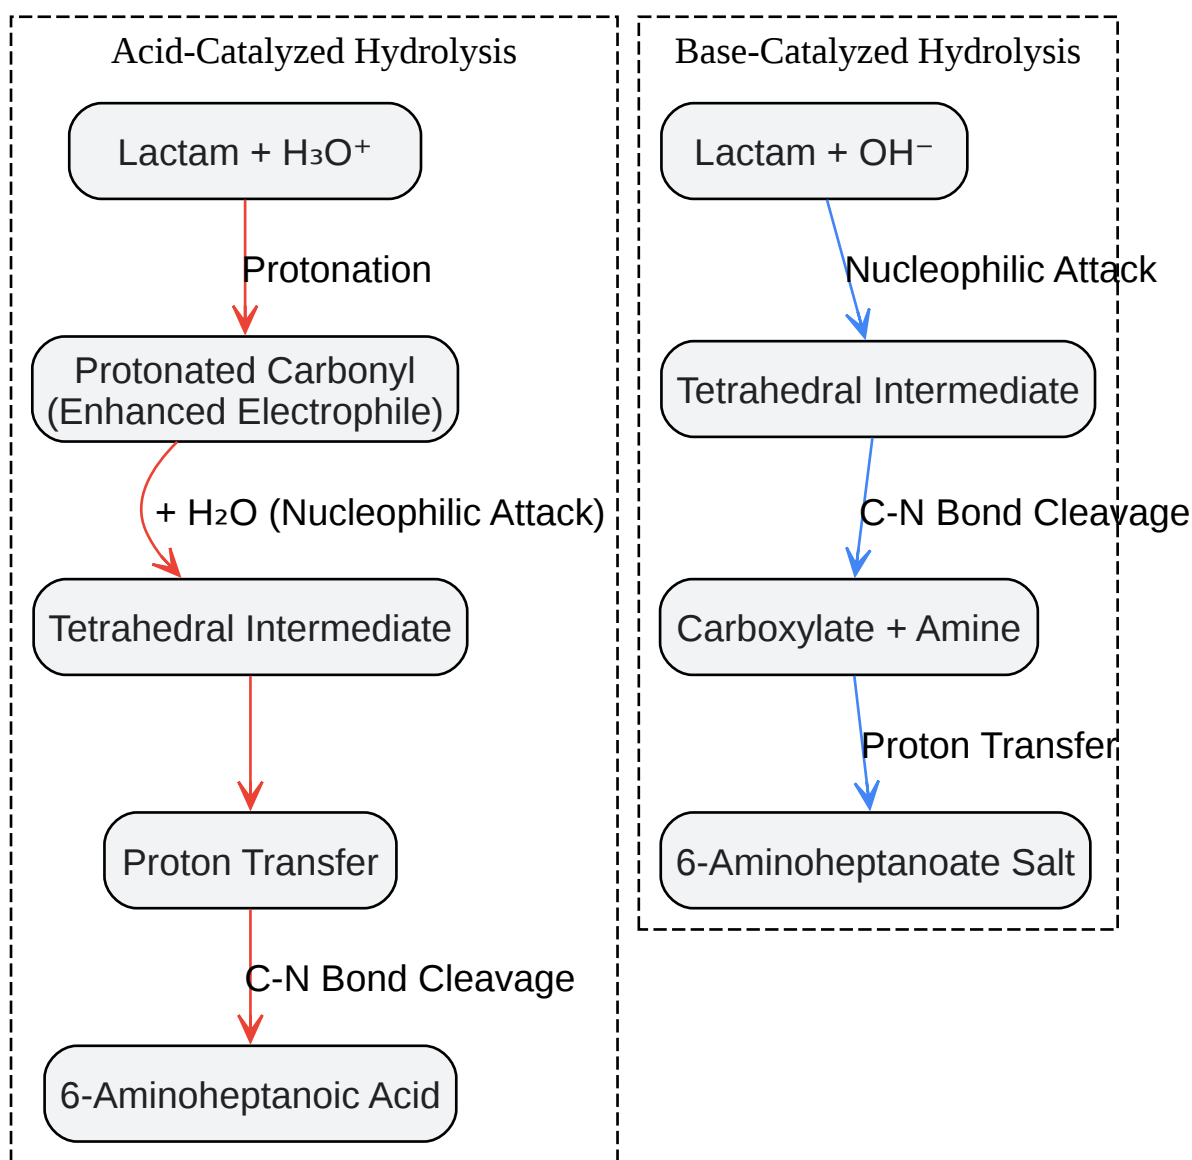 Acid-Catalyzed Hydrolysis
Lactam + H₃O⁺
Protonation
Protonated Carbonyl
(Enhanced Electrophile)
+ H₂O (Nucleophilic Attack)
Tetrahedral Intermediate
Proton Transfer
C-N Bond Cleavage
6-Aminoheptanoic Acid
Base-Catalyzed Hydrolysis
Lactam + OH⁻
Nucleophilic Attack
Tetrahedral Intermediate
C-N Bond Cleavage
Carboxylate + Amine
Proton Transfer
6-Aminoheptanoate Salt